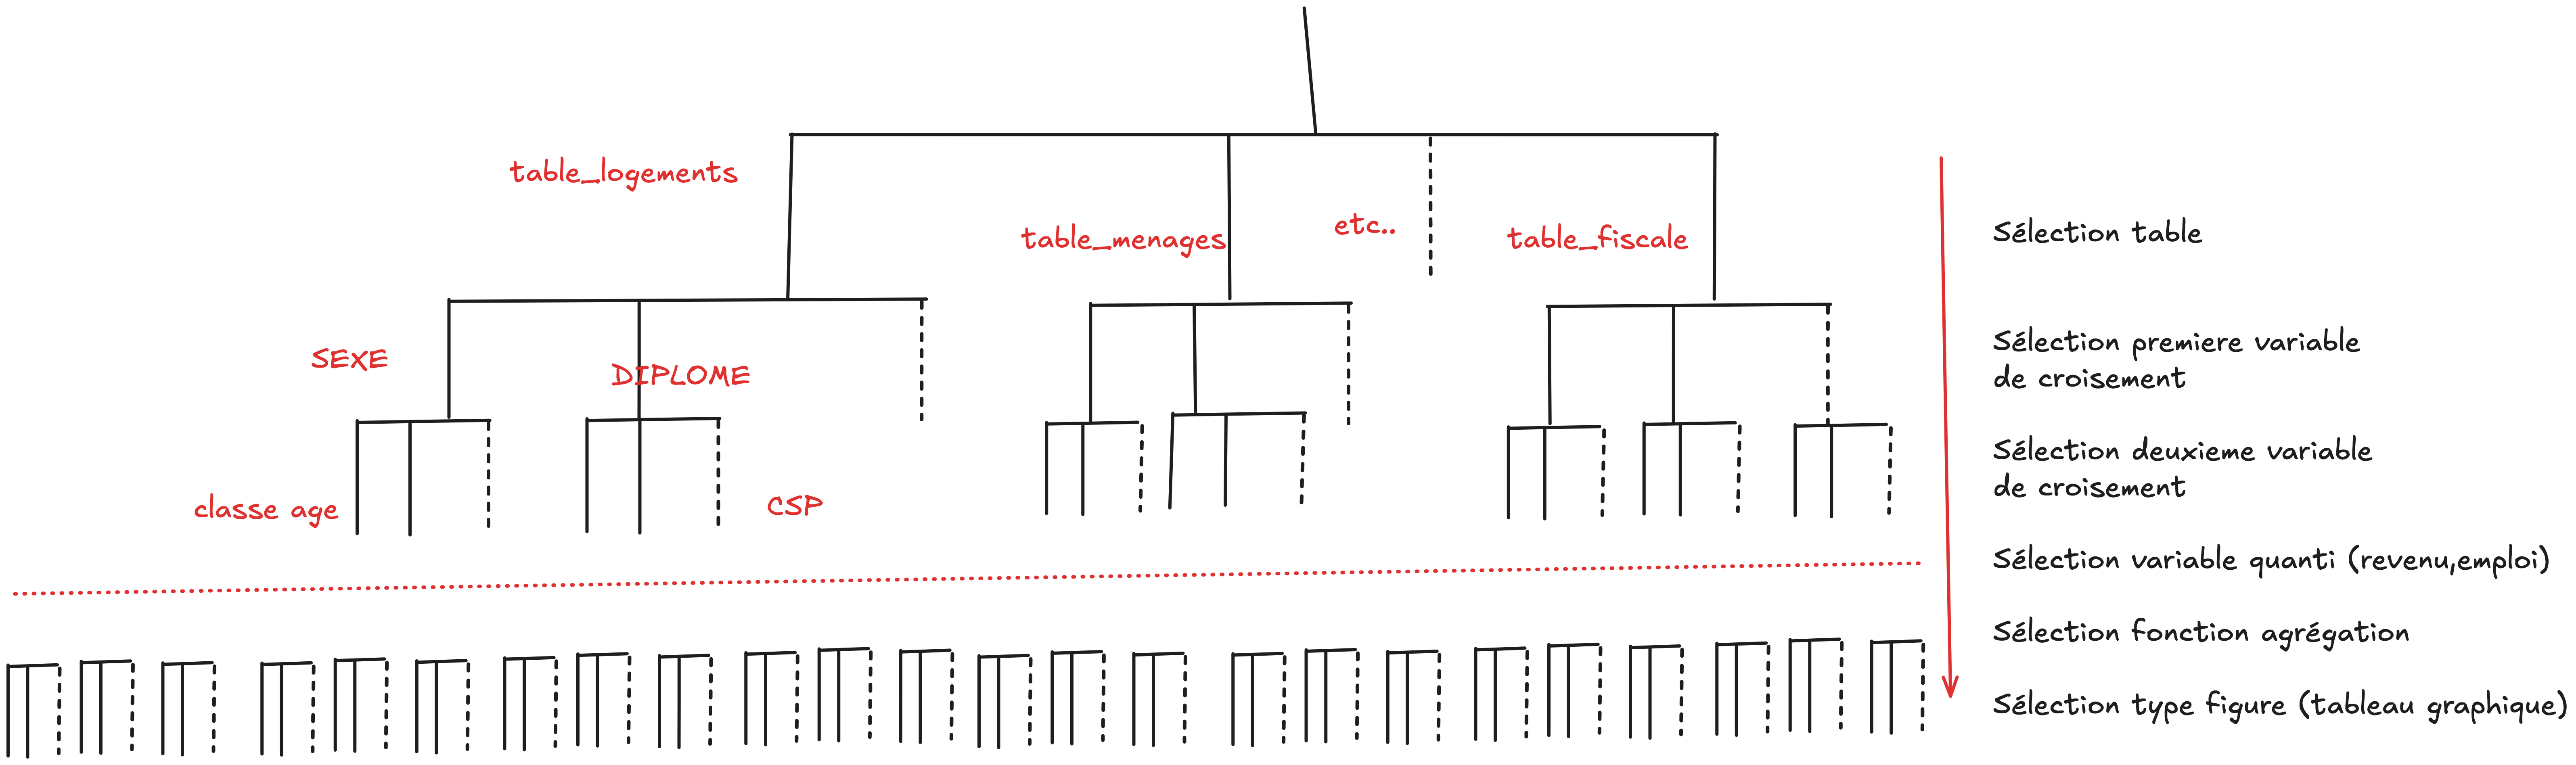 table_logements
table_menages
etc..
table_fiscale
Sélection table
SEXE
DIPLOME
Sélection premiere variable
de croisement
classe age
CSP
Sélection deuxieme variable
de croisement
Sélection variable quanti (revenu,emploi)
Sélection fonction agrégation
Sélection type figure (tableau graphique)